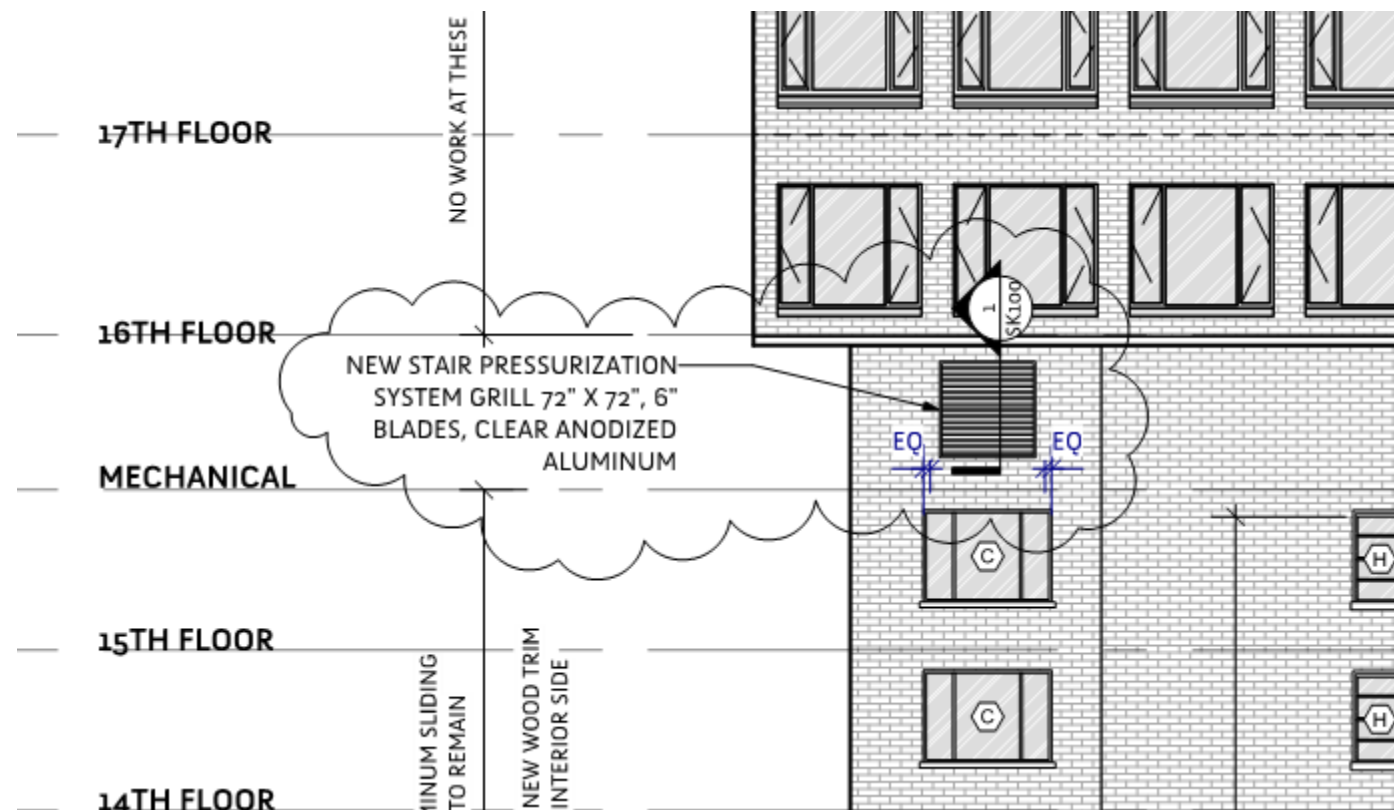 17TH FLOOR
NO WORK AT THESE
16TH FLOOR
1
SK100
NEW STAIR PRESSURIZATION
SYSTEM GRILL 72" X 72", 6"
BLADES, CLEAR ANODIZED
ALUMINUM
EQ
EQ
MECHANICAL
C
H
15TH FLOOR
MINUM SLIDING
TO REMAIN
NEW WOOD TRIM
INTERIOR SIDE
C
H
14TH FLOOR